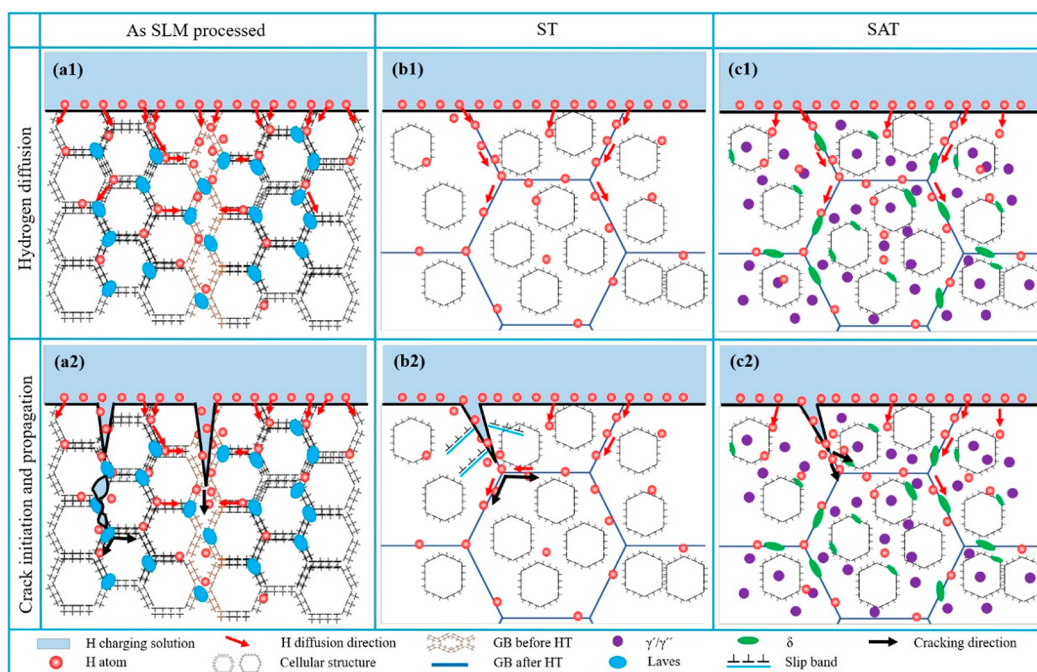 As SLM processed
ST
SAT
Hydrogen diffusion
(a1)
(b1)
(c1)
Crack initiation and propagation
(a2)
(b2)
(c2)
H charging solution
H diffusion direction
GB before HT
γ′/γ′′
δ
Cracking direction
H atom
Cellular structure
GB after HT
Laves
Slip band